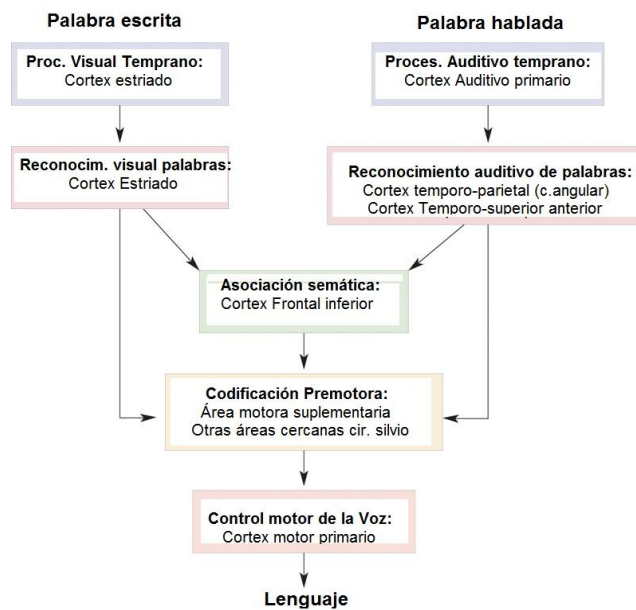 Palabra escrita
Palabra hablada
Proc. Visual Temprano:
Cortex estriado
Proces. Auditivo temprano:
Cortex Auditivo primario
Reconocim. visual palabras:
Cortex Estriado
Reconocimiento auditivo de palabras:
Cortex temporo-parietal (c.angular)
Cortex Temporo-superior anterior
Asociación semática:
Cortex Frontal inferior
Codificación Premotora:
Área motora suplementaria
Otras áreas cercanas cir. silvio
Control motor de la Voz:
Cortex motor primario
Lenguaje